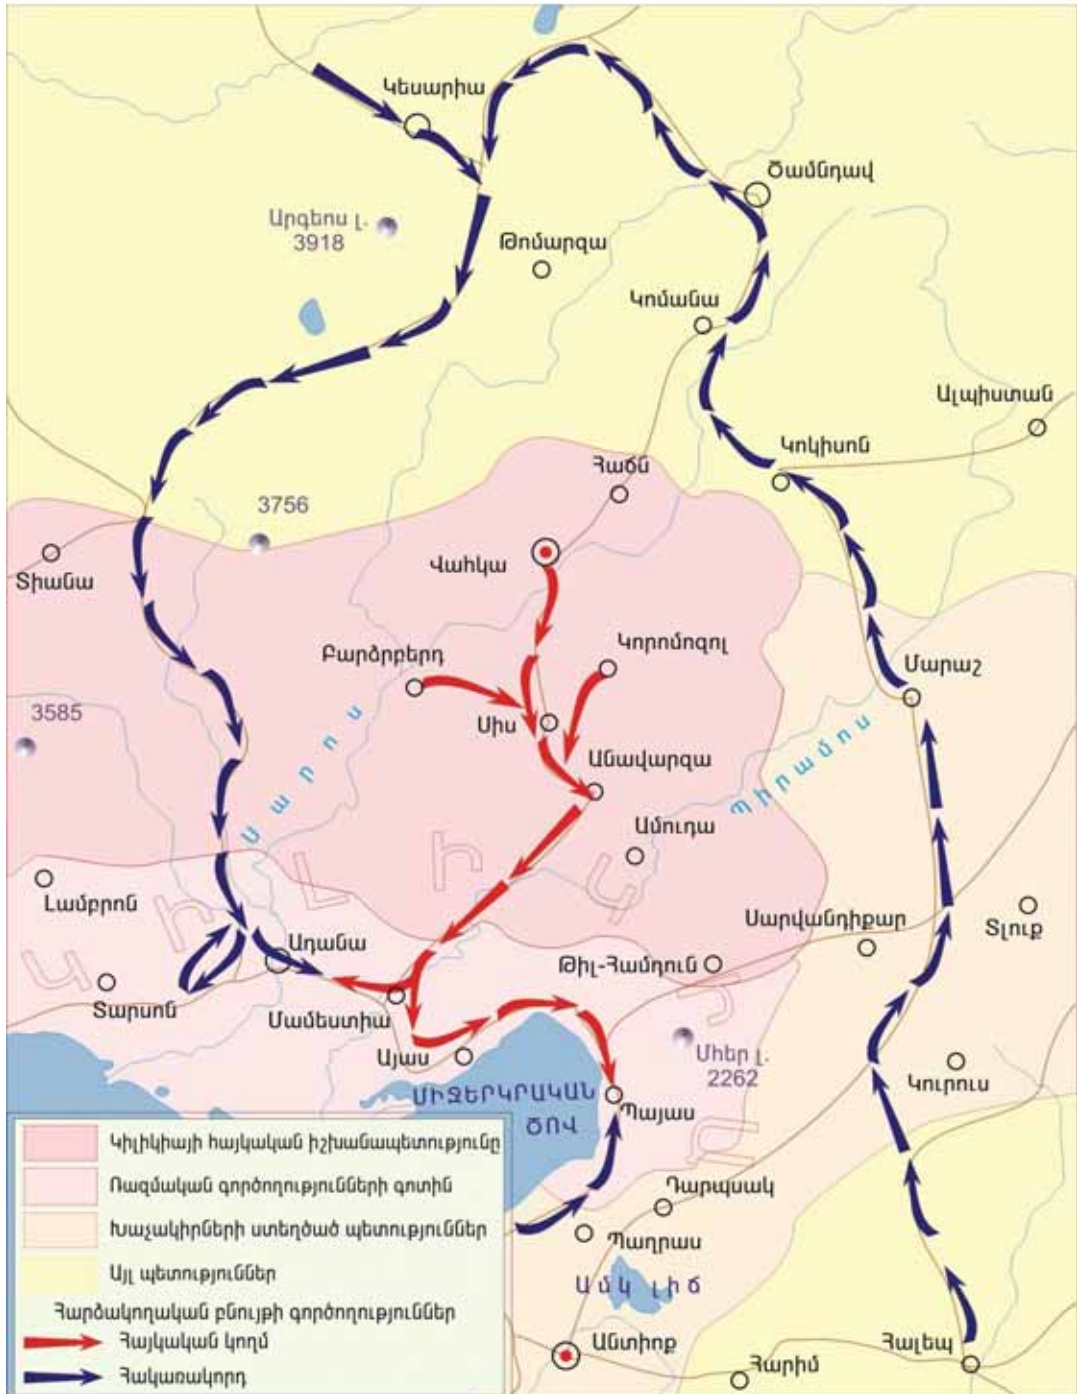 Կեսարիա
Ծամնդավ
Արգեոս լ.
3918
Թոմարզա
Կոմանա
Ալպիստան
Կոկիսոն
Հաճն
3756
Վահկա
Տիանա
Բարձրբերդ
Կորոմոզոլ
Մարաշ
3585
Սիս
Սարոս
Պիրամոս
Անավարզա
Ամուդա
ԿԻԼԻԿԻԱ
Լամբրոն
Սարվանդիքար
Տլուք
Ադանա
Թիլ-Համդուն
Տարսոն
Մամեստիա
Այաս
Մհեր լ.
2262
Կուրուս
ՄԻՋԵՐԿՐԱԿԱՆ
ԾՈՎ
Պայաս
Կիլիկիայի հայկական իշխանապետությունը
Ռազմական գործողությունների գոտին
Դարպսակ
Խաչակիրների ստեղծած պետություններ
Պաղրաս
Այլ պետություններ
Ամկ լիճ
Հարձակողական բնույթի գործողություններ
Հայկական կողմ
Անտիոք
Հալեպ
Հակառակորդ
Հարիմ